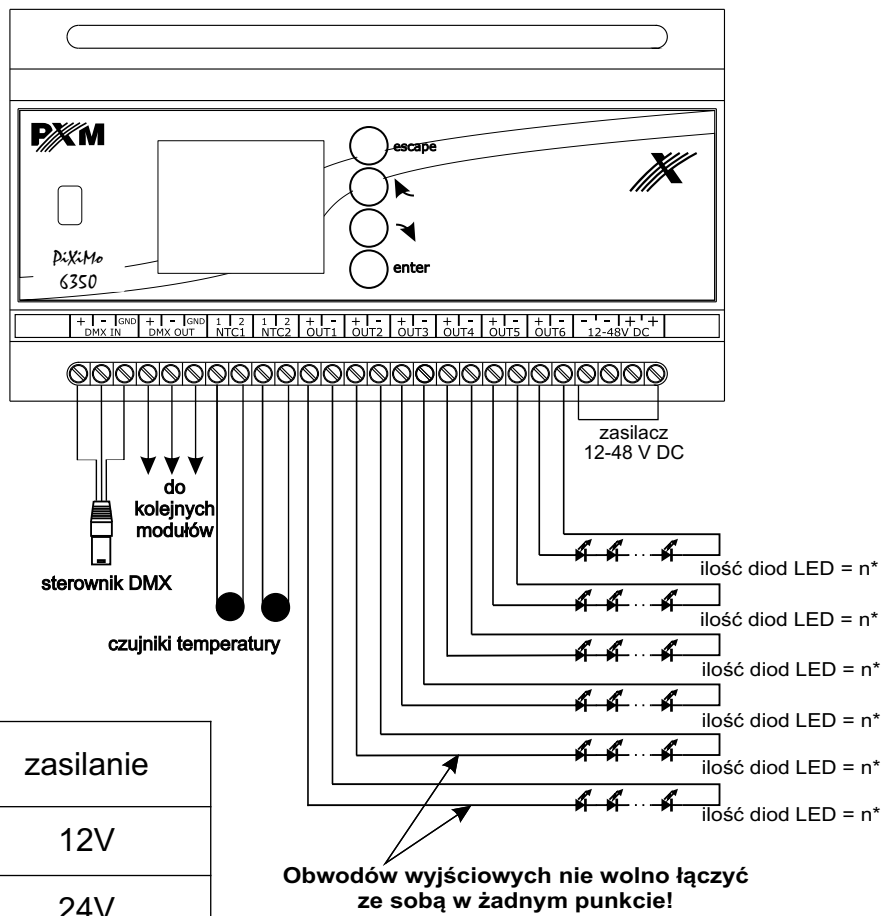 PXM
escape
PiXiMo
6350
enter
+ - GND + - GND 1 2 1 2 + - + - + - + - + - + - - - + +
DMX IN DMX OUT NTC1 NTC2 OUT1 OUT2 OUT3 OUT4 OUT5 OUT6 12-48V DC
zasilacz
12-48 V DC
do
kolejnych
modułów
sterownik DMX
czujniki temperatury
ilość diod LED = n*
ilość diod LED = n*
ilość diod LED = n*
ilość diod LED = n*
ilość diod LED = n*
ilość diod LED = n*
zasilanie
12V
24V
Obwodów wyjściowych nie wolno łączyć
ze sobą w żadnym punkcie!